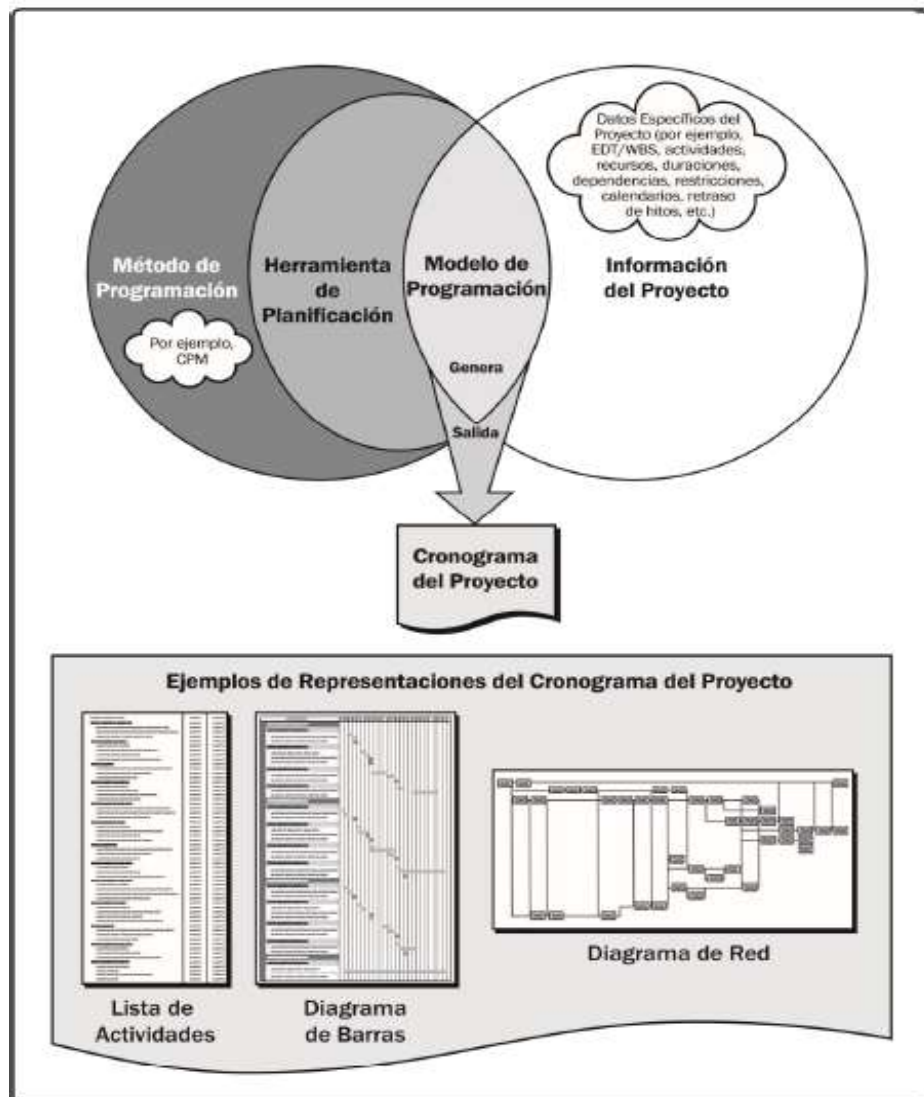 Datos Específicos del
Proyecto (por ejemplo,
EDT/WBS, actividades,
recursos, duraciones,
dependencias, restricciones,
calendarios, retraso
de hitos, etc.)
Método de
Programación
Herramienta
de
Planificación
Modelo de
Programación
Información
del Proyecto
Por ejemplo,
CPM
Genera
Salida
Cronograma
del Proyecto
Ejemplos de Representaciones del Cronograma del Proyecto
Lista de
Actividades
Diagrama
de Barras
Diagrama de Red